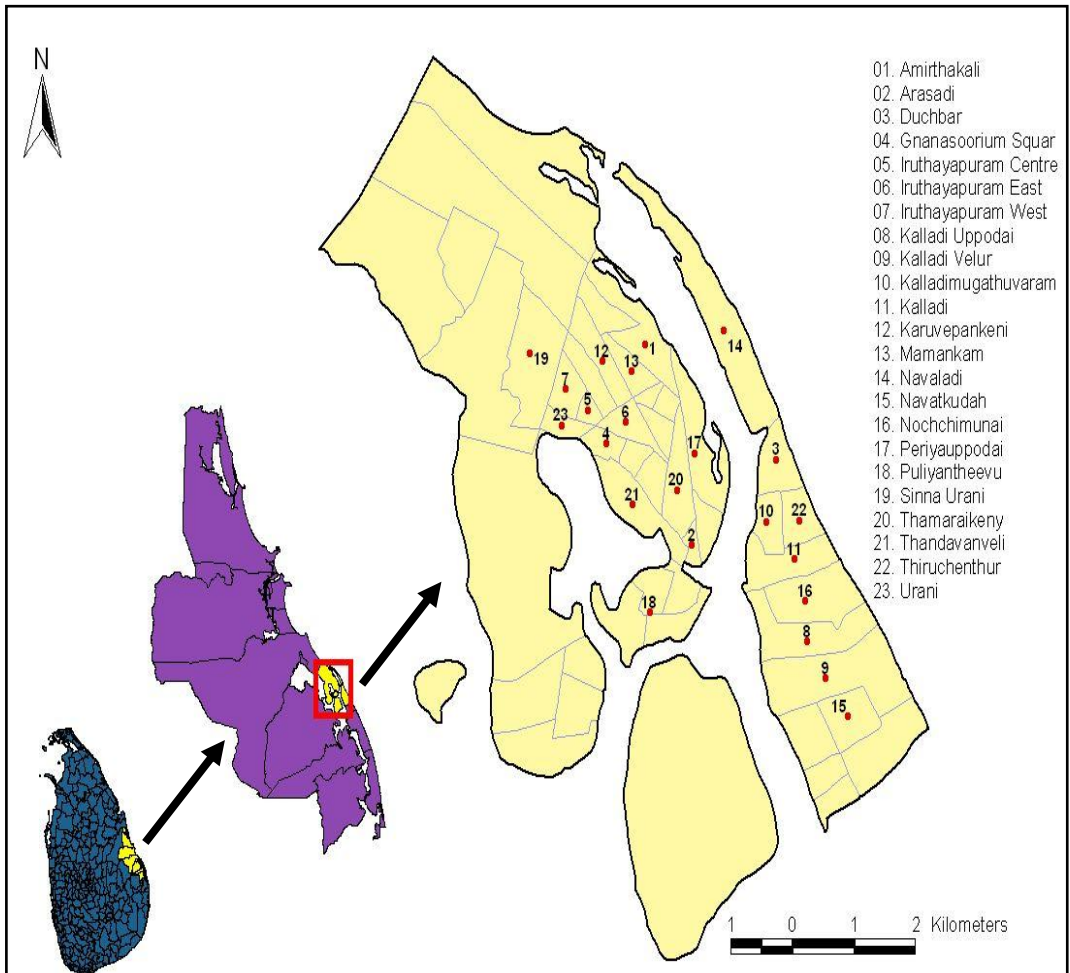 N
01. Amirthakali
02. Arasadi
03. Duchbar
04. Gnanasoorium Squar
05. Iruthayapuram Centre
06. Iruthayapuram East
07. Iruthayapuram West
08. Kalladi Uppodai
09. Kalladi Velur
10. Kalladimugathuvaram
11. Kalladi
12. Karuvepankeni
13. Mamankam
14. Navaladi
15. Navatkudah
16. Nochchimunai
17. Periyauppodai
18. Puliyantheevu
19. Sinna Urani
20. Thamaraikeny
21. Thandavanveli
22. Thiruchenthur
23. Urani
14
1
12
19
13
7
5
6
23
4
17
3
20
21
10
22
2
11
16
18
8
9
15
1 0 1 2 Kilometers